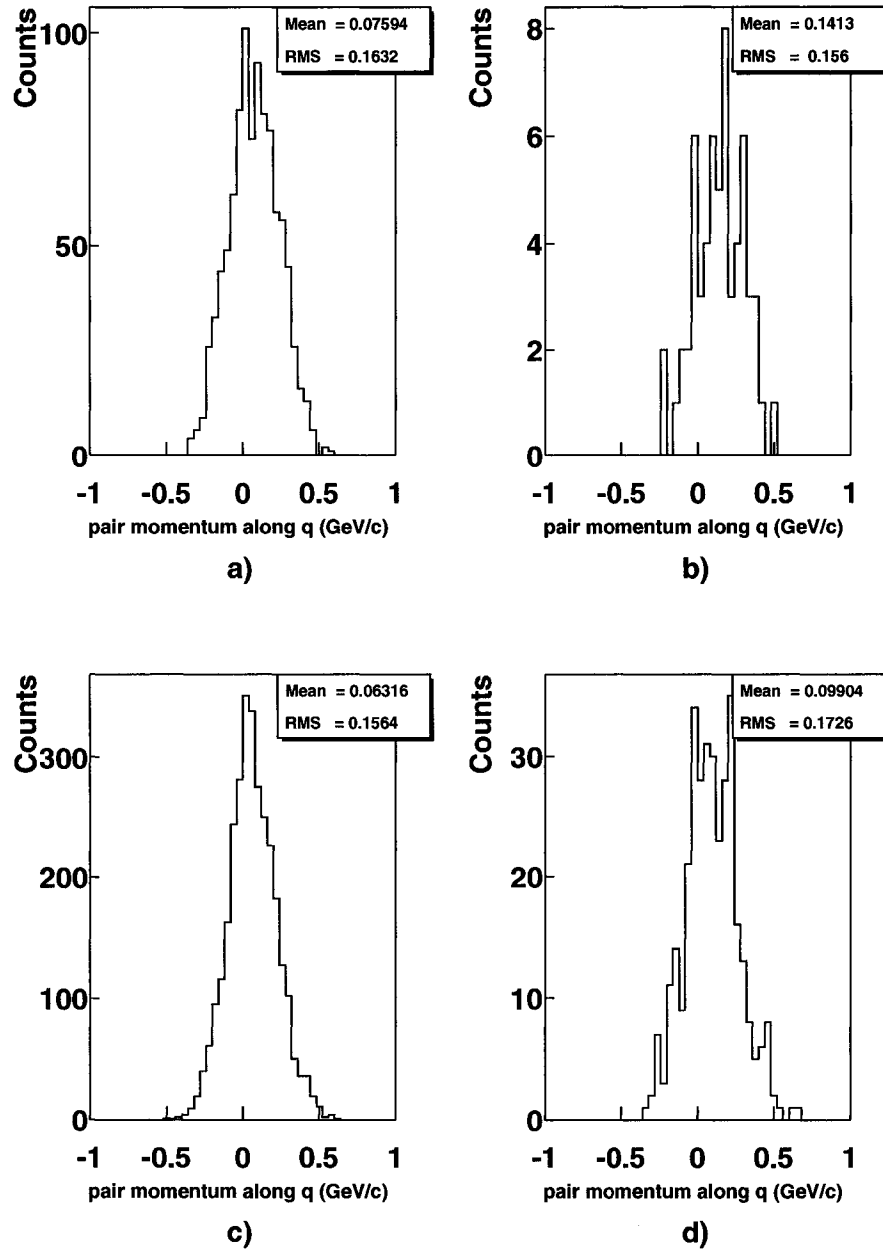 Mean = 0.07594
RMS = 0.1632
Counts
100
50
0
-1 -0.5 0 0.5 1
pair momentum along q (GeV/c)
a)
Mean = 0.1413
RMS = 0.156
Counts
8
6
4
2
0
-1 -0.5 0 0.5 1
pair momentum along q (GeV/c)
b)
Mean = 0.06316
RMS = 0.1564
Counts
300
200
100
0
-1 -0.5 0 0.5 1
pair momentum along q (GeV/c)
c)
Mean = 0.09904
RMS = 0.1726
Counts
30
20
10
0
-1 -0.5 0 0.5 1
pair momentum along q (GeV/c)
d)